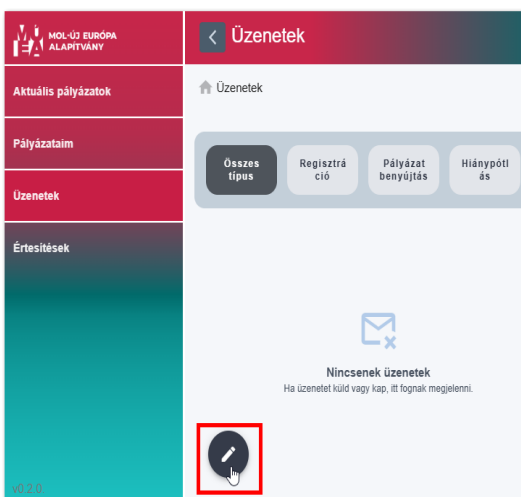 MOL-ÚJ EURÓPA
ALAPÍTVÁNY
Üzenetek
Aktuális pályázatok
Pályázataim
Üzenetek
Értesítések
v0.2.0,
Üzenetek
Összes
típus
Regisztrá
ció
Pályázat
benyújtás
Hiánypótl
ás
Nincsenek üzenetek
Ha üzenetet küld vagy kap, itt fognak megjelenni.